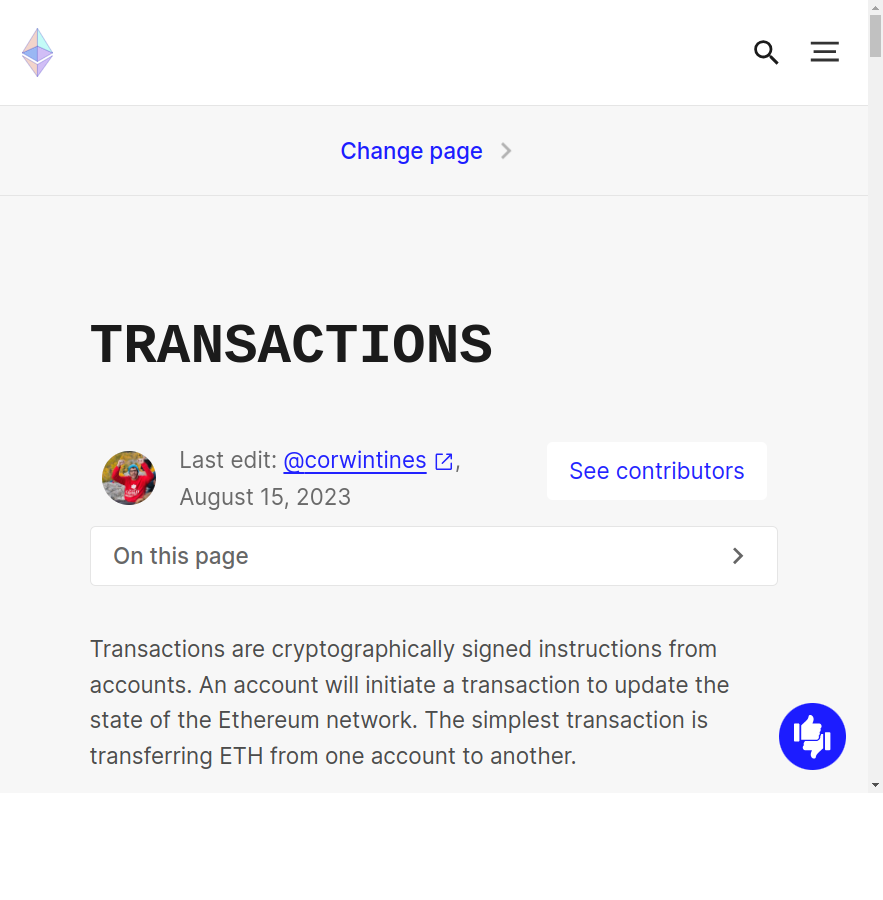 Change page
TRANSACTIONS
Last edit: @corwintines,
August 15, 2023
See contributors
On this page
Transactions are cryptographically signed instructions from
accounts. An account will initiate a transaction to update the
state of the Ethereum network. The simplest transaction is
transferring ETH from one account to another.